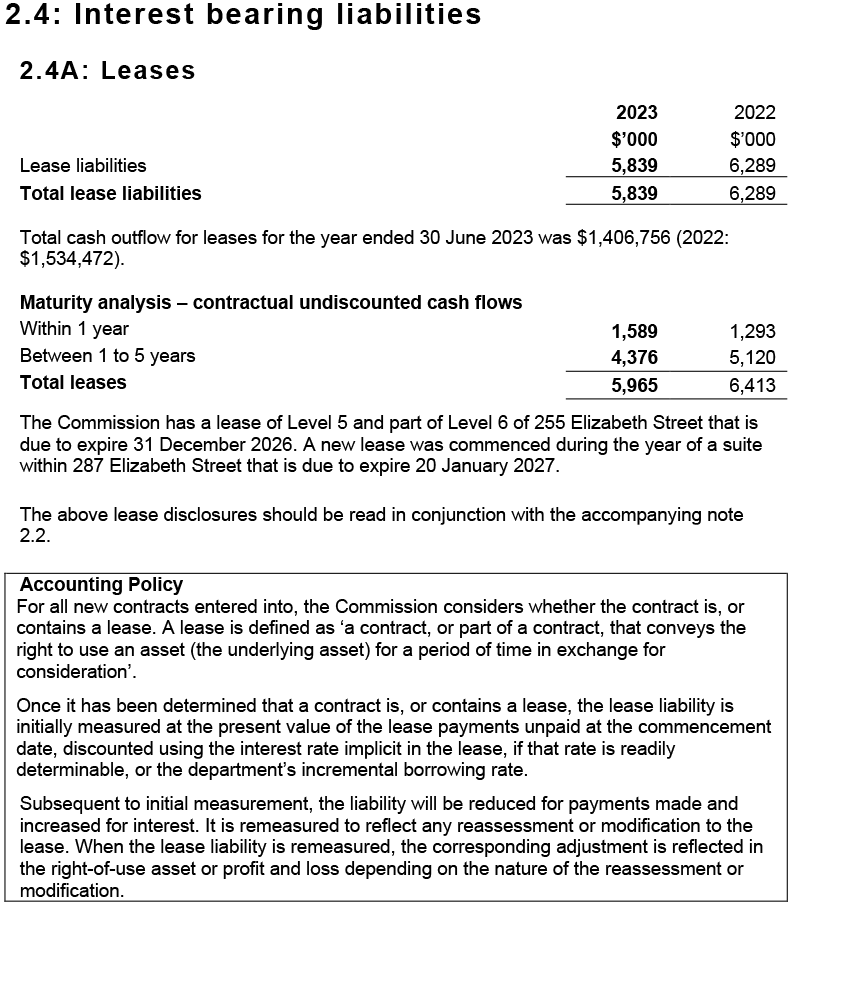 2.4: Interest bearing liabilities
2.4A: Leases
2023 2022
$’000 $’000
Lease liabilities 5,839 6,289
Total lease liabilities 5,839 6,289
Total cash outflow for leases for the year ended 30 June 2023 was $1,406,756 (2022:
$1,534,472).
Maturity analysis – contractual undiscounted cash flows
Within 1 year 1,589 1,293
Between 1 to 5 years 4,376 5,120
Total leases 5,965 6,413
The Commission has a lease of Level 5 and part of Level 6 of 255 Elizabeth Street that is
due to expire 31 December 2026. A new lease was commenced during the year of a suite
within 287 Elizabeth Street that is due to expire 20 January 2027.
The above lease disclosures should be read in conjunction with the accompanying note
2.2.
Accounting Policy
For all new contracts entered into, the Commission considers whether the contract is, or
contains a lease. A lease is defined as ‘a contract, or part of a contract, that conveys the
right to use an asset (the underlying asset) for a period of time in exchange for
consideration’.
Once it has been determined that a contract is, or contains a lease, the lease liability is
initially measured at the present value of the lease payments unpaid at the commencement
date, discounted using the interest rate implicit in the lease, if that rate is readily
determinable, or the department’s incremental borrowing rate.
Subsequent to initial measurement, the liability will be reduced for payments made and
increased for interest. It is remeasured to reflect any reassessment or modification to the
lease. When the lease liability is remeasured, the corresponding adjustment is reflected in
the right-of-use asset or profit and loss depending on the nature of the reassessment or
modification.